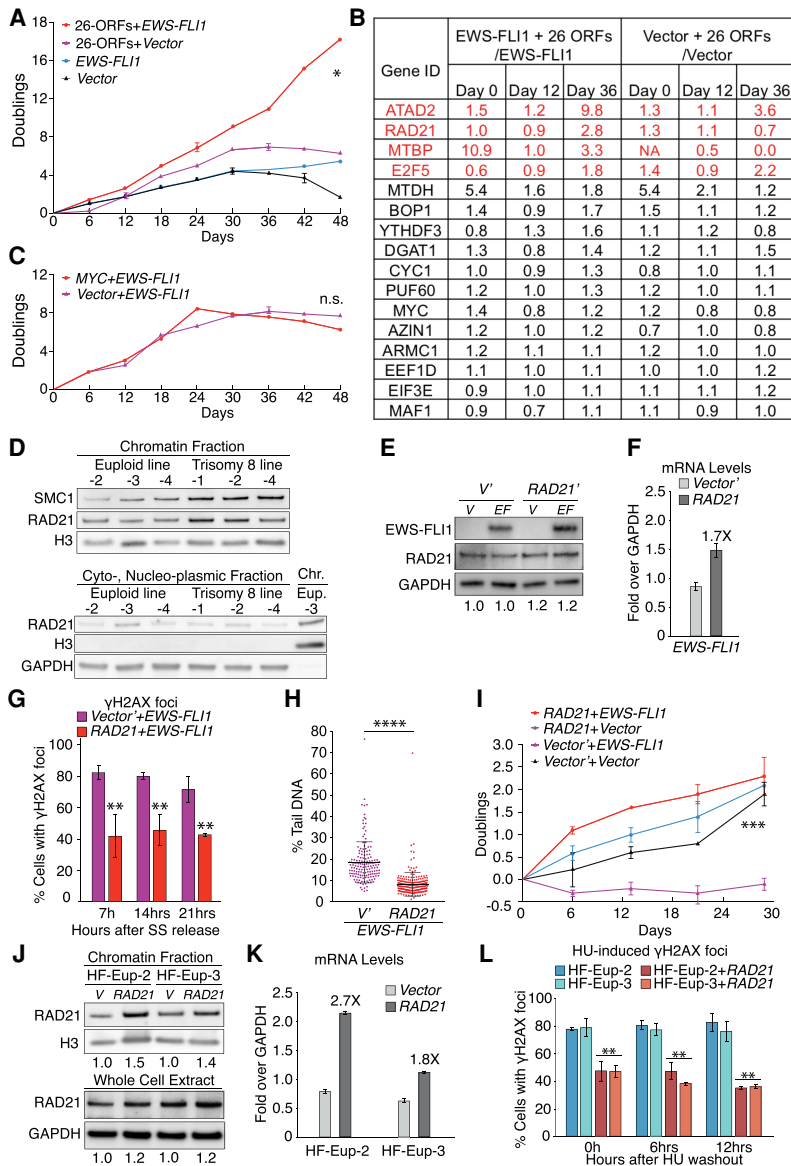 A
18
16
12
8
4
0
Doublings
26-ORFs+EWS-FLI1
26-ORFs+Vector
EWS-FLI1
Vector
*
0 6 12 18 24 30 36 42 48
Days
B
Gene ID
EWS-FLI1 + 26 ORFs /EWS-FLI1
Vector + 26 ORFs /Vector
Day 0 Day 12 Day 36 Day 0 Day 12 Day 36
ATAD2 1.5 1.2 9.8 1.3 1.1 3.6
RAD21 1.0 0.9 2.8 1.3 1.1 0.7
MTBP 10.9 1.0 3.3 NA 0.5 0.0
E2F5 0.6 0.9 1.8 1.4 0.9 2.2
MTDH 5.4 1.6 1.8 5.4 2.1 1.2
BOP1 1.4 0.9 1.7 1.5 1.1 1.2
YTHDF3 0.8 1.3 1.6 1.1 1.2 0.8
DGAT1 1.3 0.8 1.4 1.2 1.1 1.5
CYC1 1.0 0.9 1.3 0.8 1.0 1.1
PUF60 1.2 1.0 1.3 1.2 1.0 1.1
MYC 1.4 0.8 1.2 1.2 0.8 0.8
AZIN1 1.2 1.0 1.2 0.7 1.0 0.8
ARMC1 1.2 1.1 1.1 1.2 1.0 1.0
EEF1D 1.1 1.0 1.1 1.0 1.0 1.2
EIF3E 0.9 1.0 1.1 1.1 1.1 1.2
MAF1 0.9 0.7 1.1 1.1 0.9 1.0
C
12
8
4
0
Doublings
MYC+EWS-FLI1
Vector+EWS-FLI1
n.s.
0 6 12 18 24 30 36 42 48
Days
D
Chromatin Fraction
Euploid line Trisomy 8 line
-2 -3 -4 -1 -2 -4
SMC1
RAD21
H3
Cyto-, Nucleo-plasmic Fraction Chr.
Euploid line Trisomy 8 line Eup.
-2 -3 -4 -1 -2 -4 -3
RAD21
H3
GAPDH
E
V' RAD21'
V EF V EF
EWS-FLI1
RAD21
GAPDH
1.0 1.0 1.2 1.2
F
mRNA Levels
Vector'
RAD21
2.5
2.0
1.5
1.0
0.5
0
Fold over GAPDH
1.7X
EWS-FLI1
G
γH2AX foci
Vector'+EWS-FLI1
RAD21+EWS-FLI1
100
80
60
40
20
0
% Cells with γH2AX foci
** ** **
7h 14hrs 21hrs
Hours after SS release
H
****
80
70
60
50
40
30
20
10
0
% Tail DNA
V' RAD21
EWS-FLI1
I
RAD21+EWS-FLI1
RAD21+Vector
Vector'+EWS-FLI1
Vector'+Vector
3.0
2.5
2.0
1.5
1.0
0.5
0.0
-0.5
Doublings
***
0 6 12 18 24 30
Days
J
Chromatin Fraction
HF-Eup-2 HF-Eup-3
V RAD21 V RAD21
RAD21
H3
1.0 1.5 1.0 1.4
Whole Cell Extract
RAD21
GAPDH
1.0 1.2 1.0 1.2
K
mRNA Levels
Vector
RAD21
2.5
2.0
1.5
1.0
0.5
0
Fold over GAPDH
2.7X
1.8X
HF-Eup-2 HF-Eup-3
L
HU-induced γH2AX foci
HF-Eup-2 HF-Eup-2+RAD21
HF-Eup-3 HF-Eup-3+RAD21
100
80
60
40
20
0
% Cells with γH2AX foci
** ** **
0h 6hrs 12hrs
Hours after HU washout